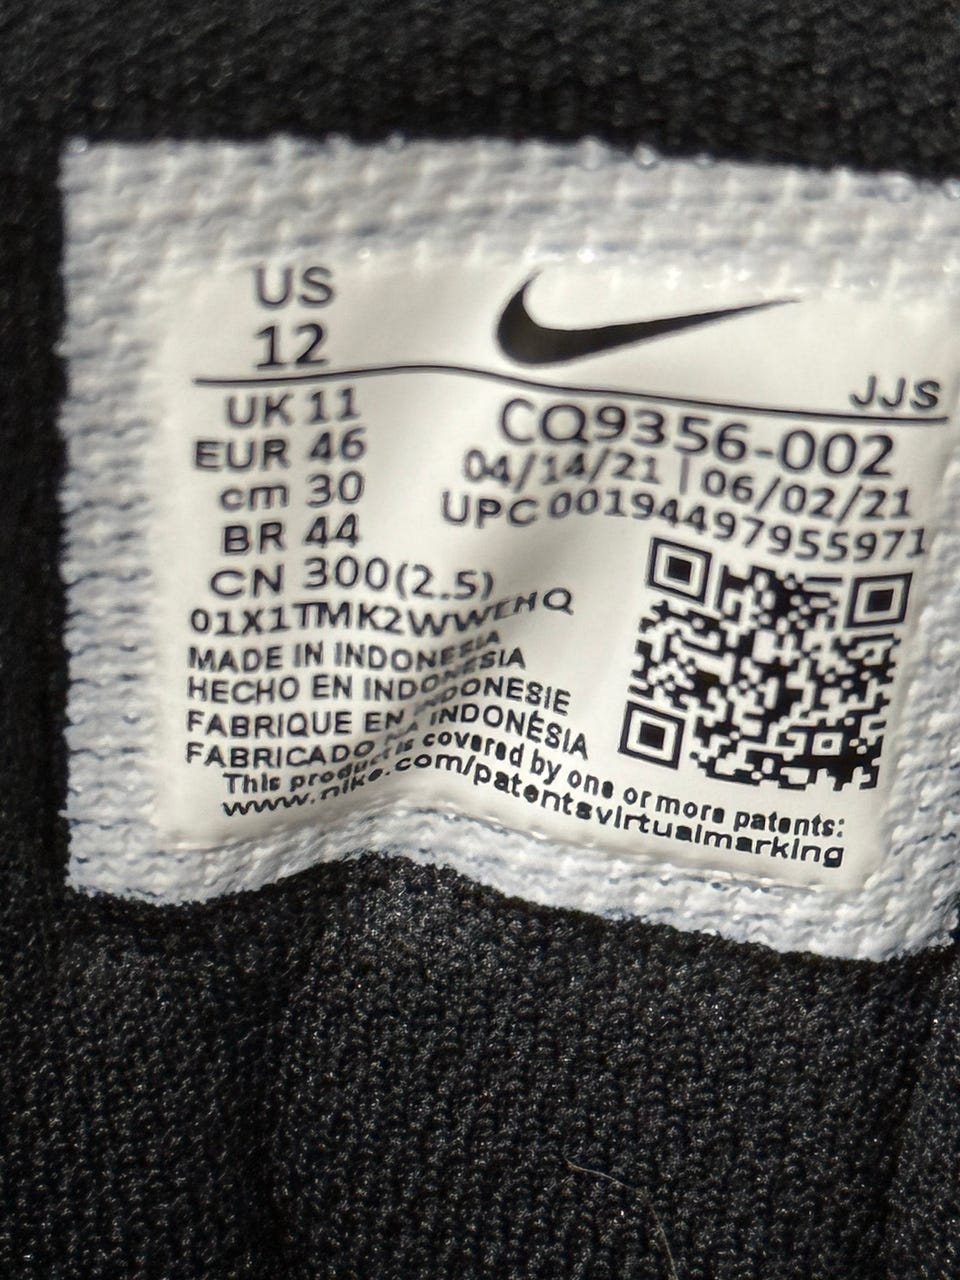 US
12
JJS
UK 11
EUR 46
cm 30
BR 44
CN 300(2.5)
CQ9356-002
04/14/21 | 06/02/21
UPC 00194497955971
01X1TMK2WWEHQ
MADE IN INDONESIA
HECHO EN INDONESIA
FABRIQUE EN INDONESIE
FABRICADO NA INDONÉSIA
This product is covered by one or more patents:
www.nike.com/patentsvirtualmarking